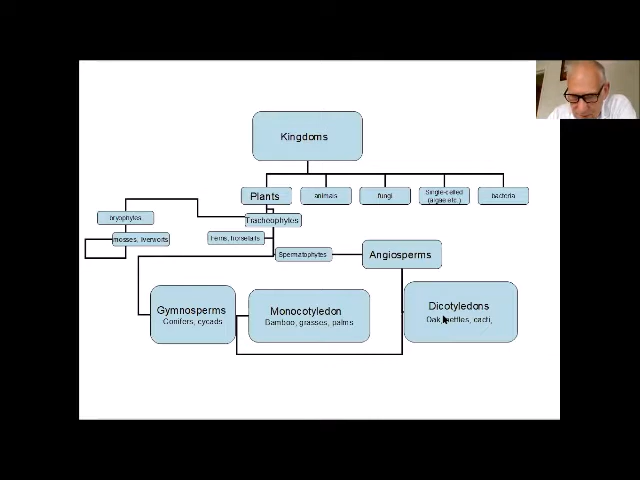 Kingdoms
Plants
animals
fungi
Single-celled
(algae etc.)
bacteria
bryophytes
Tracheophytes
mosses, liverworts
ferns, horsetails
Spermatophytes
Angiosperms
Gymnosperms
Conifers, cycads
Monocotyledon
Bamboo, grasses, palms
Dicotyledons
Oak, nettles, cacti,